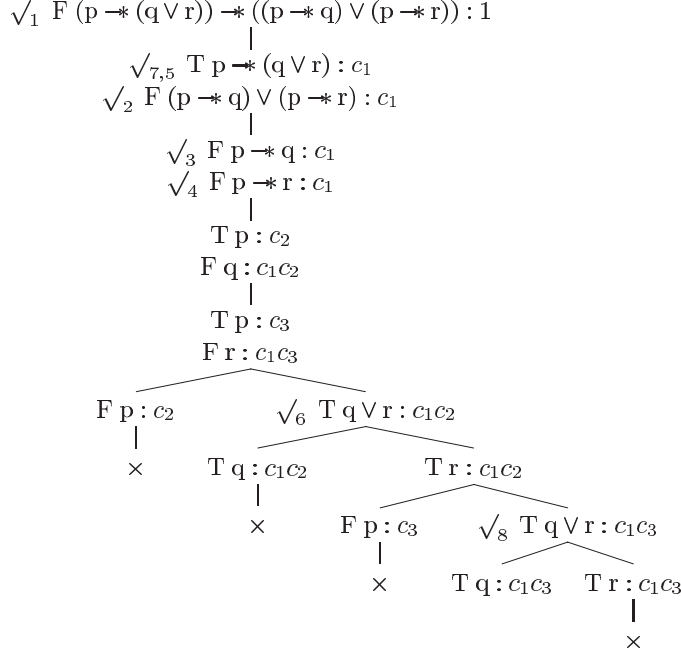 √1 F (p −∗ (q ∨ r)) −∗ ((p −∗ q) ∨ (p −∗ r)) : 1
√7,5 T p −∗ (q ∨ r) : c₁
√2 F (p −∗ q) ∨ (p −∗ r) : c₁
√3 F p −∗ q : c₁
√4 F p −∗ r : c₁
T p : c₂
F q : c₁c₂
T p : c₃
F r : c₁c₃
F p : c₂ √6 T q ∨ r : c₁c₂
× T q : c₁c₂ T r : c₁c₂
× F p : c₃ √8 T q ∨ r : c₁c₃
× T q : c₁c₃ T r : c₁c₃
×